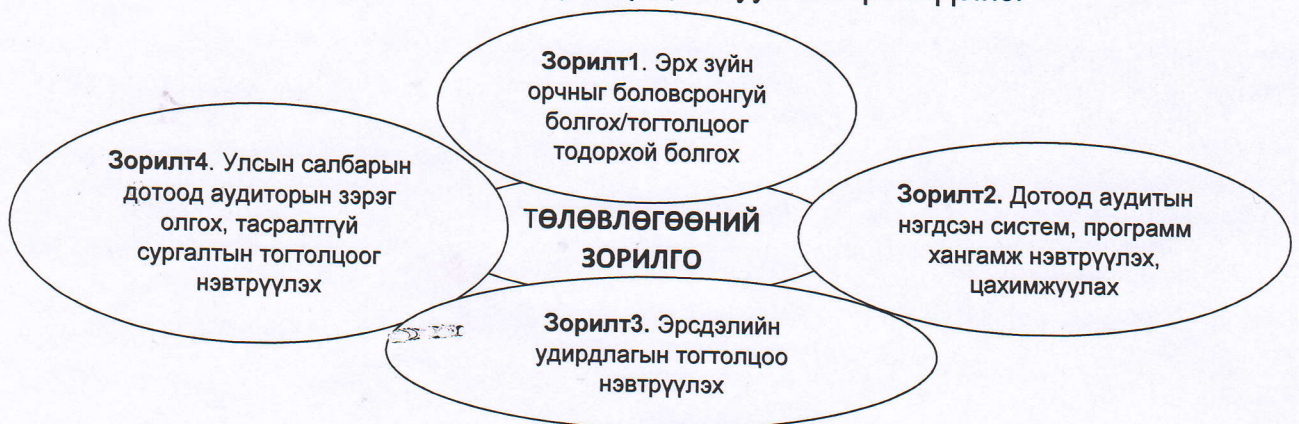 Зорилт1. Эрх зүйн
орчныг боловсронгуй
болгох/тогтолцоог
тодорхой болгох
Зорилт4. Улсын салбарын
дотоод аудиторын зэрэг
олгох, тасралтгүй
сургалтын тогтолцоог
нэвтрүүлэх
ТӨЛӨВЛӨГӨӨНИЙ
ЗОРИЛГО
Зорилт2. Дотоод аудитын
нэгдсэн систем, программ
хангамж нэвтрүүлэх,
цахимжуулах
Зорилт3. Эрсдэлийн
удирдлагын тогтолцоо
нэвтрүүлэх